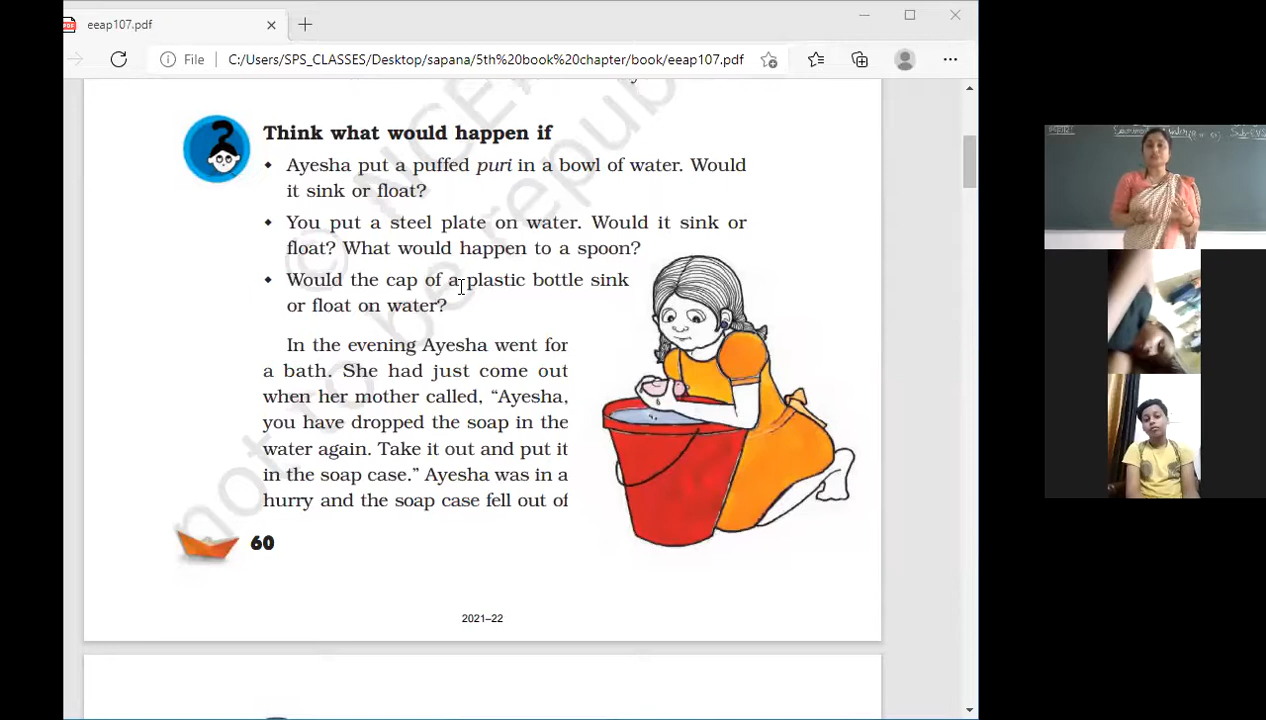 eeap107.pdf
File C:/Users/SPS_CLASSES/Desktop/sapana/5th%20book%20chapter/book/eeap107.pdf
Think what would happen if
• Ayesha put a puffed puri in a bowl of water. Would
it sink or float?
• You put a steel plate on water. Would it sink or
float? What would happen to a spoon?
• Would the cap of a plastic bottle sink
or float on water?
In the evening Ayesha went for
a bath. She had just come out
when her mother called, “Ayesha,
you have dropped the soap in the
water again. Take it out and put it
in the soap case.” Ayesha was in a
hurry and the soap case fell out of
60
2021–22
not to be republ
© NCE